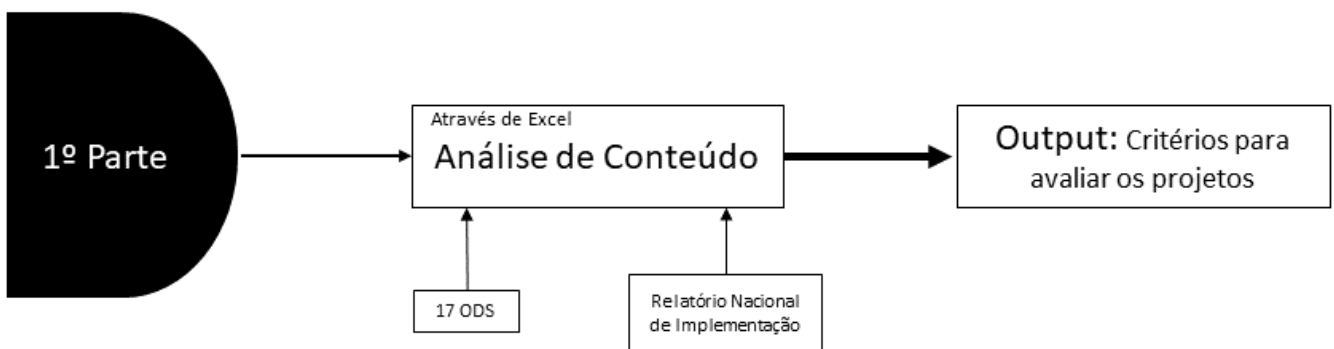 1º Parte
Através de Excel
Análise de Conteúdo
Output: Critérios para
avaliar os projetos
17 ODS
Relatório Nacional
de Implementação